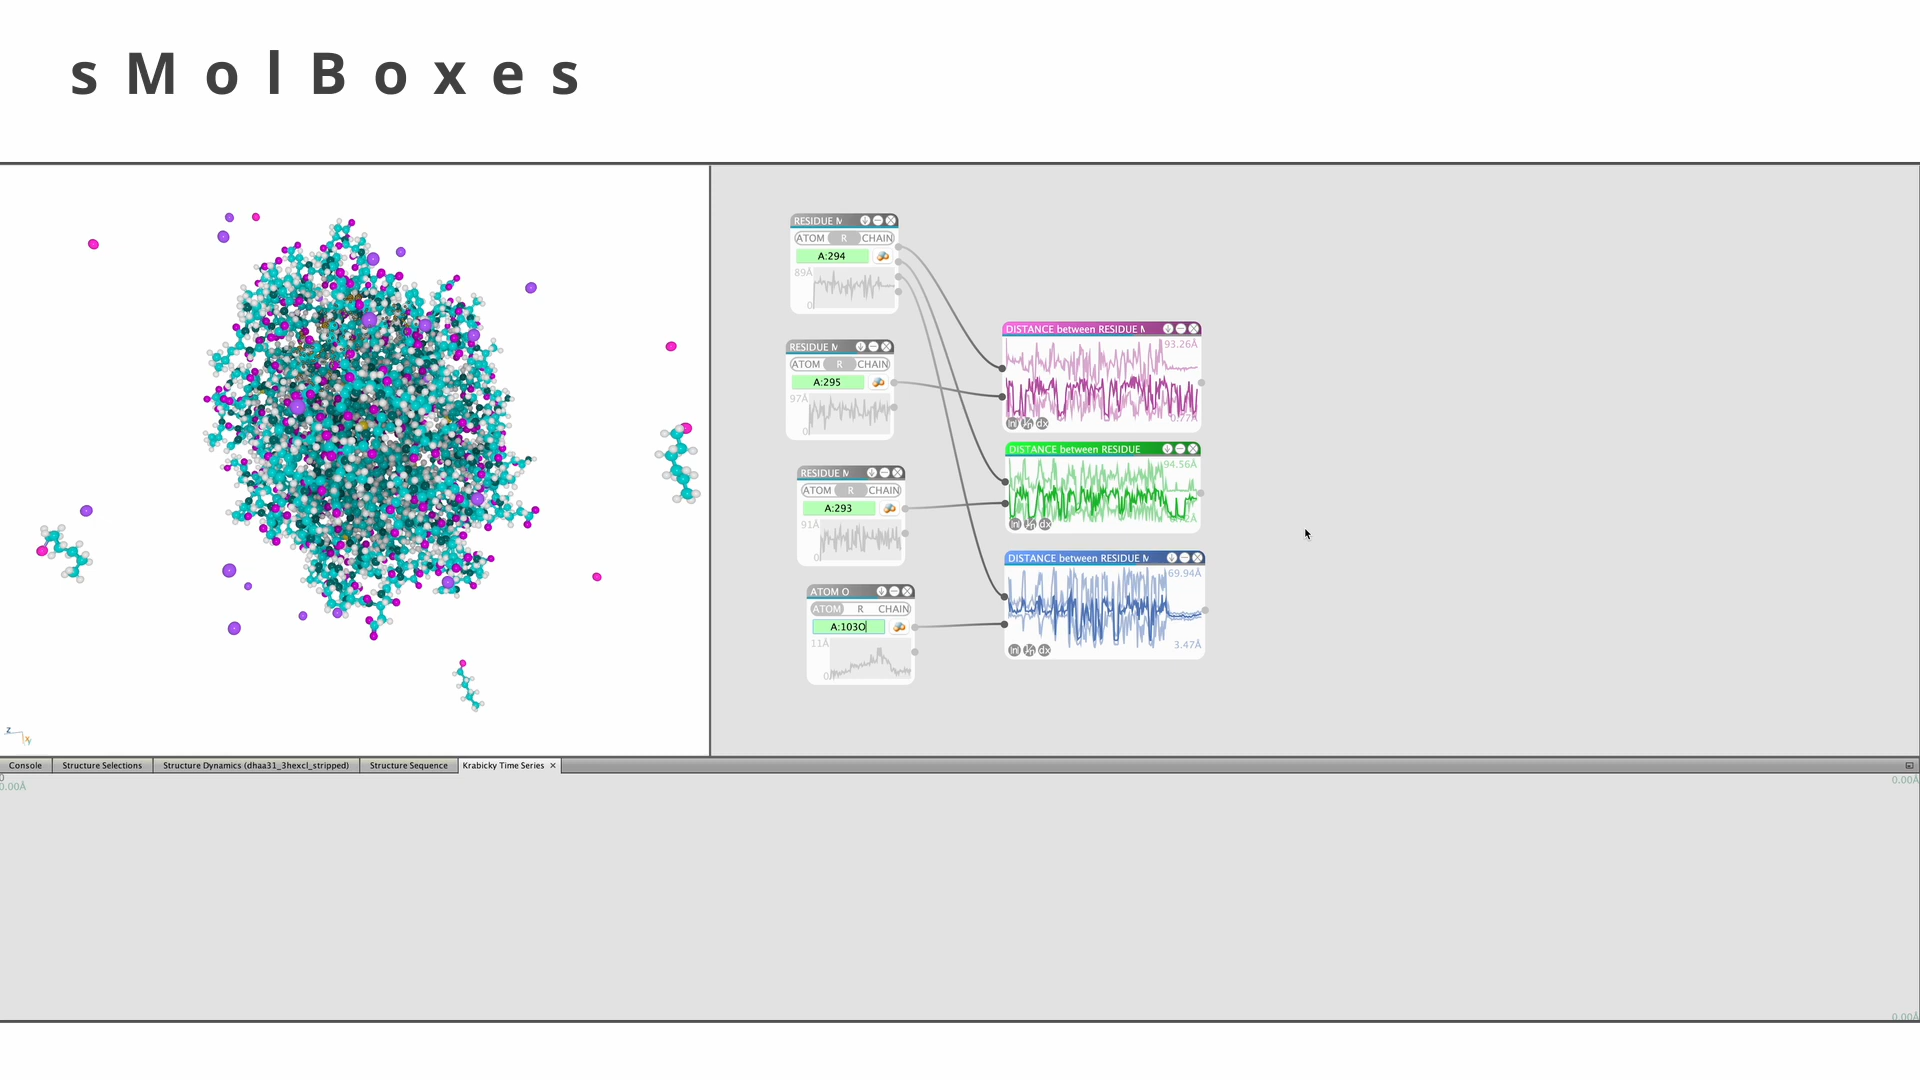 sMolBoxes
RESIDUE M
ATOM R CHAIN
A:294
89Å
0
RESIDUE M
ATOM R CHAIN
A:295
97Å
0
RESIDUE M
ATOM R CHAIN
A:293
91Å
0
ATOM O
ATOM R CHAIN
A:103O
11Å
0
DISTANCE between RESIDUE M
93.26Å
dx
DISTANCE between RESIDUE
94.56Å
dx
DISTANCE between RESIDUE M
69.94Å
3.47Å
dx
z
y
Console
Structure Selections
Structure Dynamics (dhaa31_3hexcl_stripped)
Structure Sequence
Krabicky Time Series
0
0.00Å
0.00Å
0.00Å